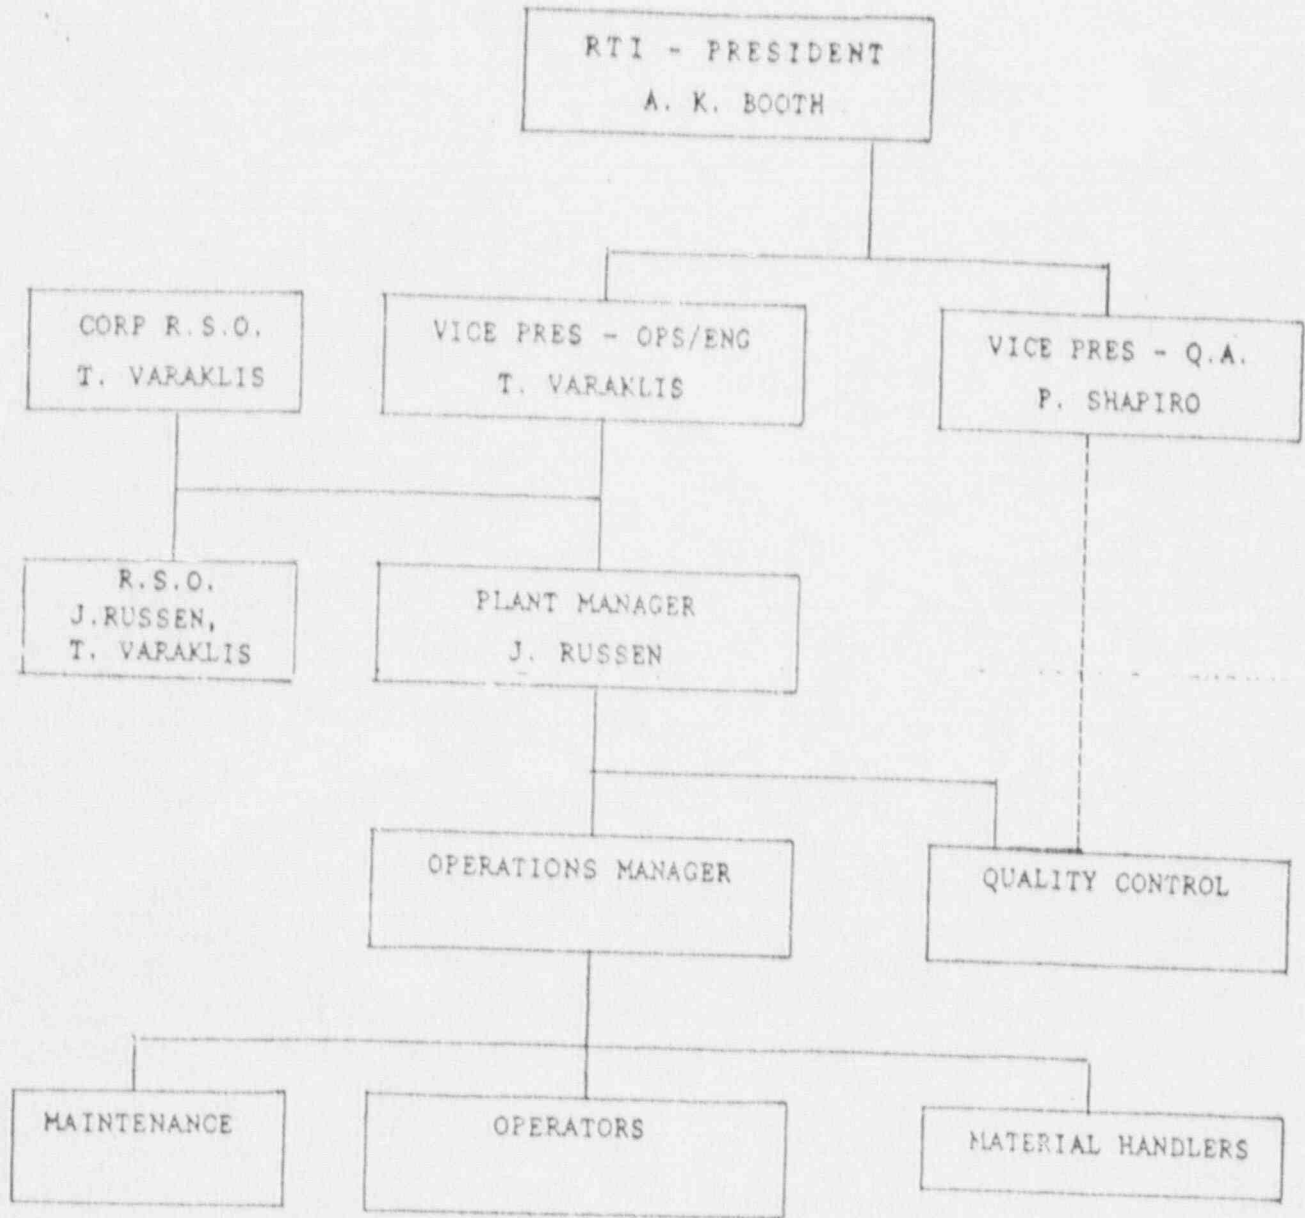 RTI - PRESIDENT
A. K. BOOTH
CORP R.S.O.
T. VARAKLIS
VICE PRES - OPS/ENG
T. VARAKLIS
VICE PRES - Q.A.
P. SHAPIRO
R.S.O.
J.RUSSEN,
T. VARAKLIS
PLANT MANAGER
J. RUSSEN
OPERATIONS MANAGER
QUALITY CONTROL
MAINTENANCE
OPERATORS
MATERIAL HANDLERS